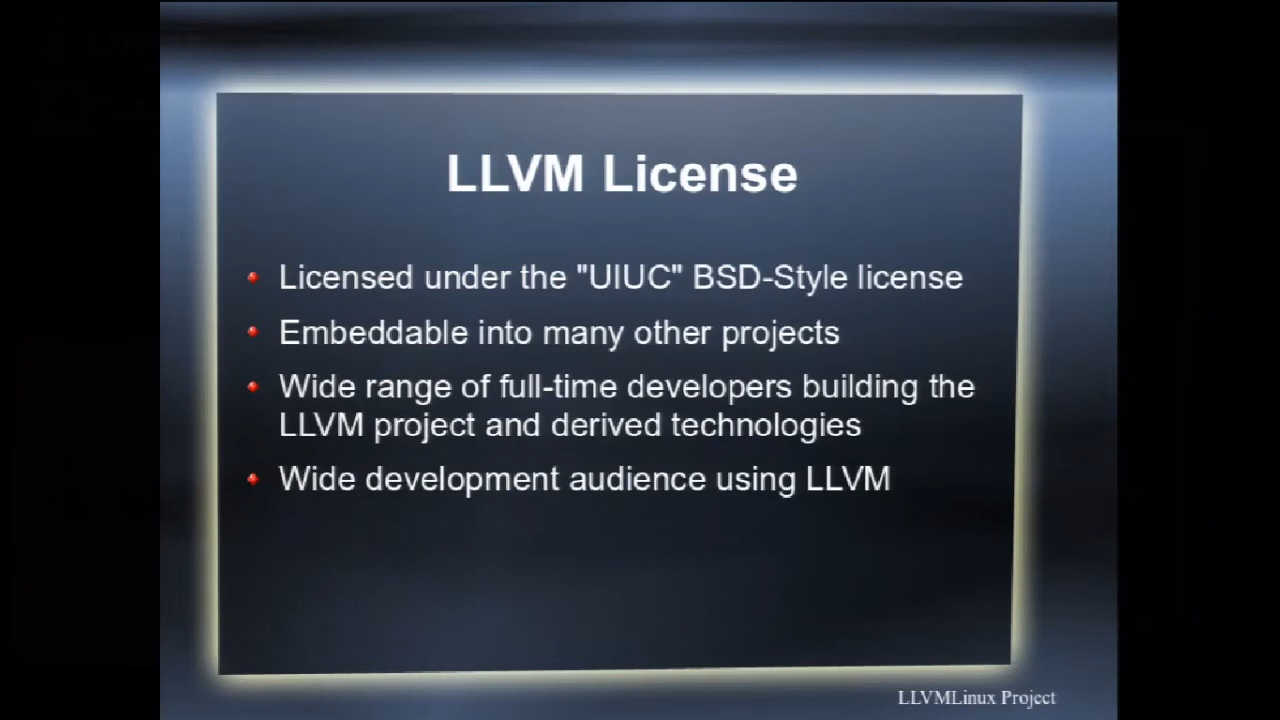 LLVM License
Licensed under the "UIUC" BSD-Style license
Embeddable into many other projects
Wide range of full-time developers building the
LLVM project and derived technologies
Wide development audience using LLVM
LLVMLinux Project